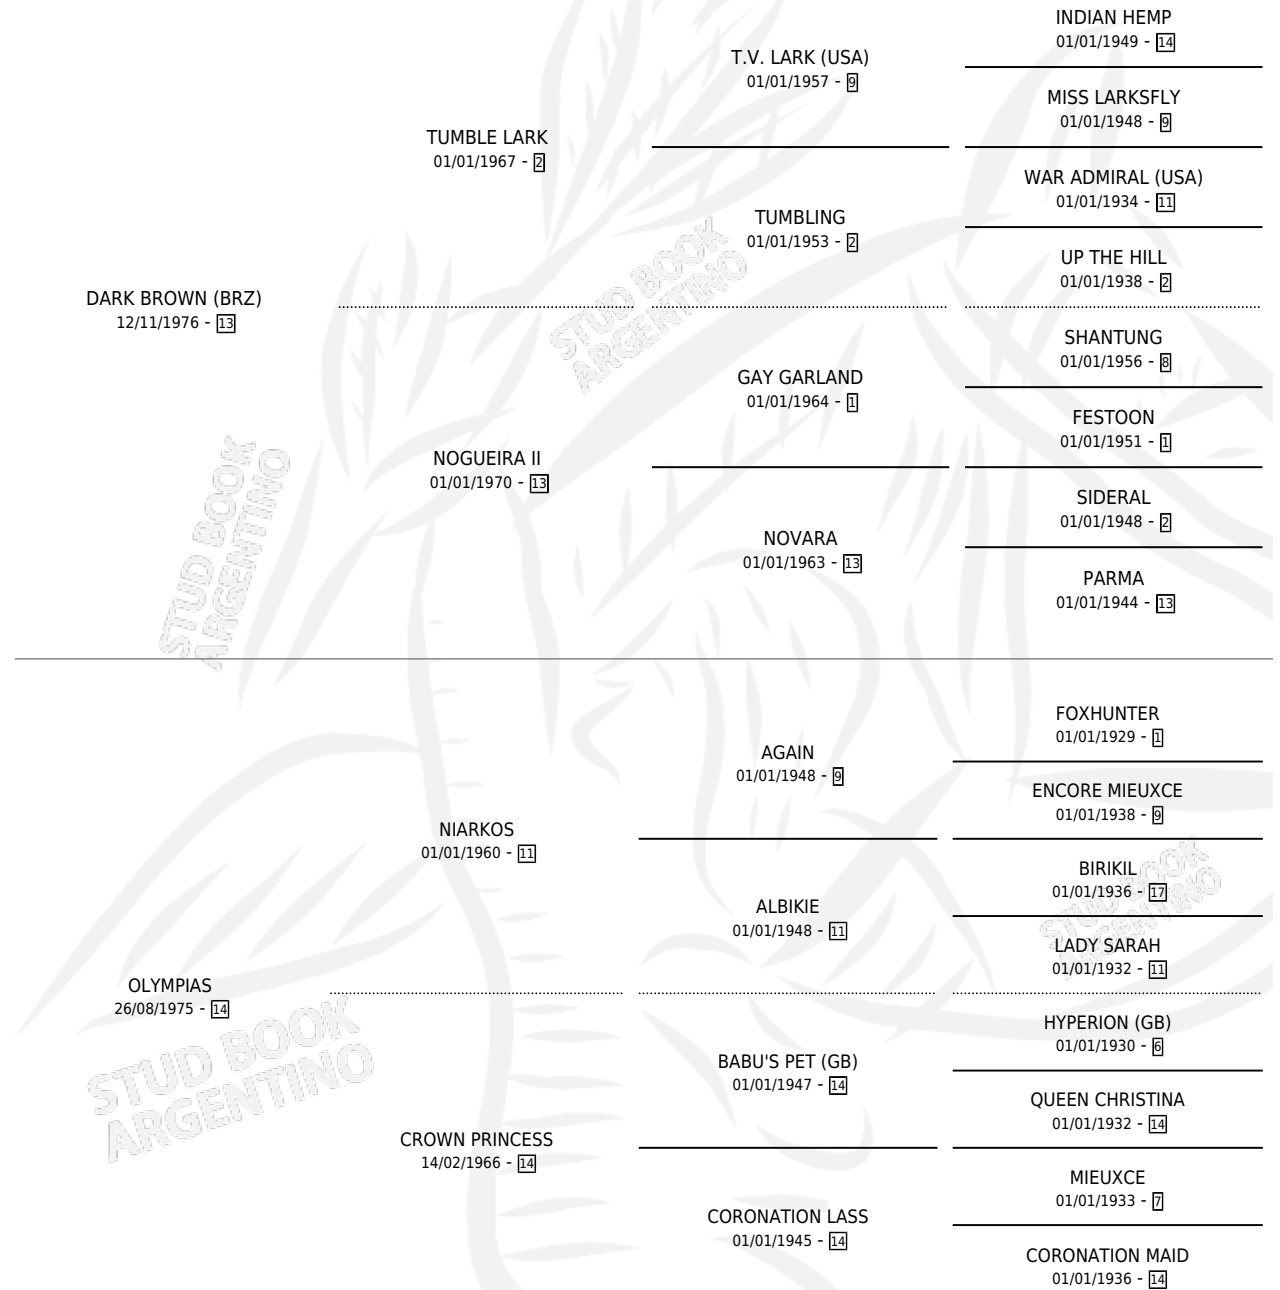 DARK BROWN (BRZ)
12/11/1976 - 13
TUMBLE LARK
01/01/1967 - 2
NOGUEIRA II
01/01/1970 - 13
T.V. LARK (USA)
01/01/1957 - 9
TUMBLING
01/01/1953 - 2
GAY GARLAND
01/01/1964 - 1
NOVARA
01/01/1963 - 13
INDIAN HEMP
01/01/1949 - 14
MISS LARKSFLY
01/01/1948 - 9
WAR ADMIRAL (USA)
01/01/1934 - 11
UP THE HILL
01/01/1938 - 2
SHANTUNG
01/01/1956 - 8
FESTOON
01/01/1951 - 1
SIDERAL
01/01/1948 - 2
PARMA
01/01/1944 - 13
OLYMPIAS
26/08/1975 - 14
NIARKOS
01/01/1960 - 11
CROWN PRINCESS
14/02/1966 - 14
AGAIN
01/01/1948 - 9
ALBIKIE
01/01/1948 - 11
BABU'S PET (GB)
01/01/1947 - 14
CORONATION LASS
01/01/1945 - 14
FOXHUNTER
01/01/1929 - 1
ENCORE MIEUXCE
01/01/1938 - 9
BIRIKIL
01/01/1936 - 17
LADY SARAH
01/01/1932 - 11
HYPERION (GB)
01/01/1930 - 6
QUEEN CHRISTINA
01/01/1932 - 14
MIEUXCE
01/01/1933 - 7
CORONATION MAID
01/01/1936 - 14
STUD BOOK
ARGENTINO
STUD BOOK
ARGENTINO
STUD BOOK
ARGENTINO
STUD BOOK
ARGENTINO